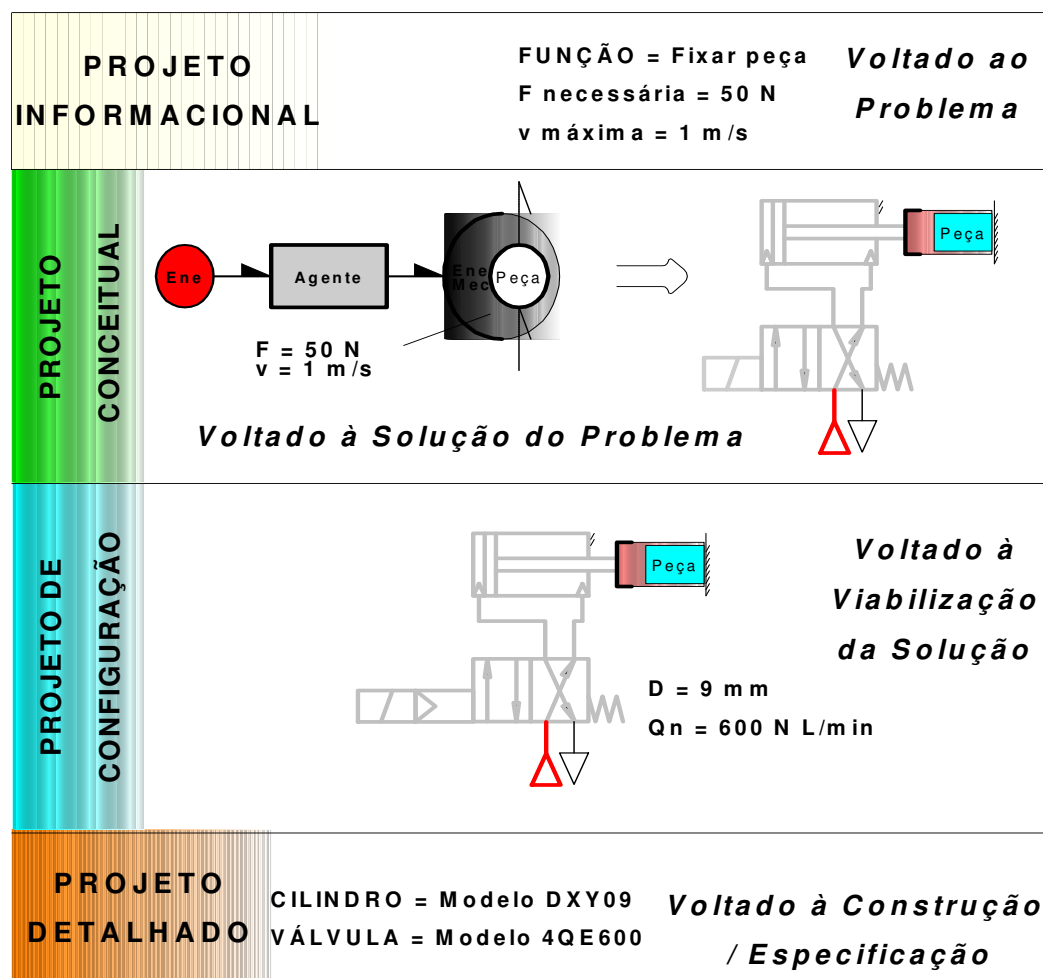 PROJETO
INFORMACIONAL
FUNÇÃO = Fixar peça
F necessária = 50 N
v máxima = 1 m/s
Voltado ao
Problema
PROJETO
CONCEITUAL
Ene
Agente
Ene
Mec
Peça
F = 50 N
v = 1 m/s
Peça
Voltado à Solução do Problema
PROJETO DE
CONFIGURAÇÃO
Peça
D = 9 mm
Qn = 600 N L/min
Voltado à
Viabilização
da Solução
PROJETO
DETALHADO
CILINDRO = Modelo DXY09
VÁLVULA = Modelo 4QE600
Voltado à Construção
/ Especificação